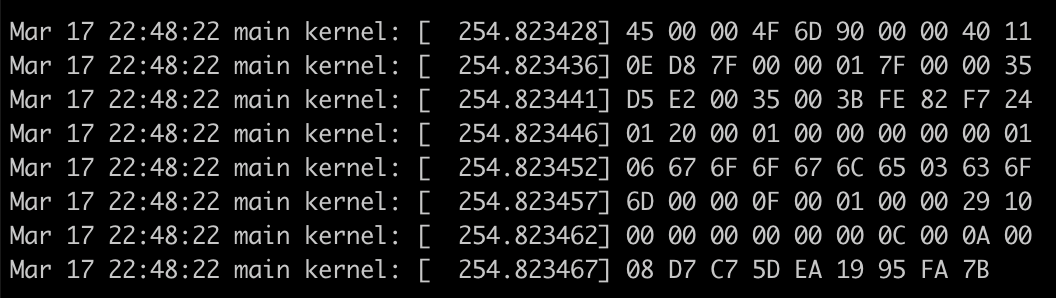 Mar 17 22:48:22 main kernel: [  254.823428] 45 00 00 4F 6D 90 00 00 40 11
Mar 17 22:48:22 main kernel: [  254.823436] 0E D8 7F 00 00 01 7F 00 00 35
Mar 17 22:48:22 main kernel: [  254.823441] D5 E2 00 35 00 3B FE 82 F7 24
Mar 17 22:48:22 main kernel: [  254.823446] 01 20 00 01 00 00 00 00 00 01
Mar 17 22:48:22 main kernel: [  254.823452] 06 67 6F 6F 67 6C 65 03 63 6F
Mar 17 22:48:22 main kernel: [  254.823457] 6D 00 00 0F 00 01 00 00 29 10
Mar 17 22:48:22 main kernel: [  254.823462] 00 00 00 00 00 00 0C 00 0A 00
Mar 17 22:48:22 main kernel: [  254.823467] 08 D7 C7 5D EA 19 95 FA 7B